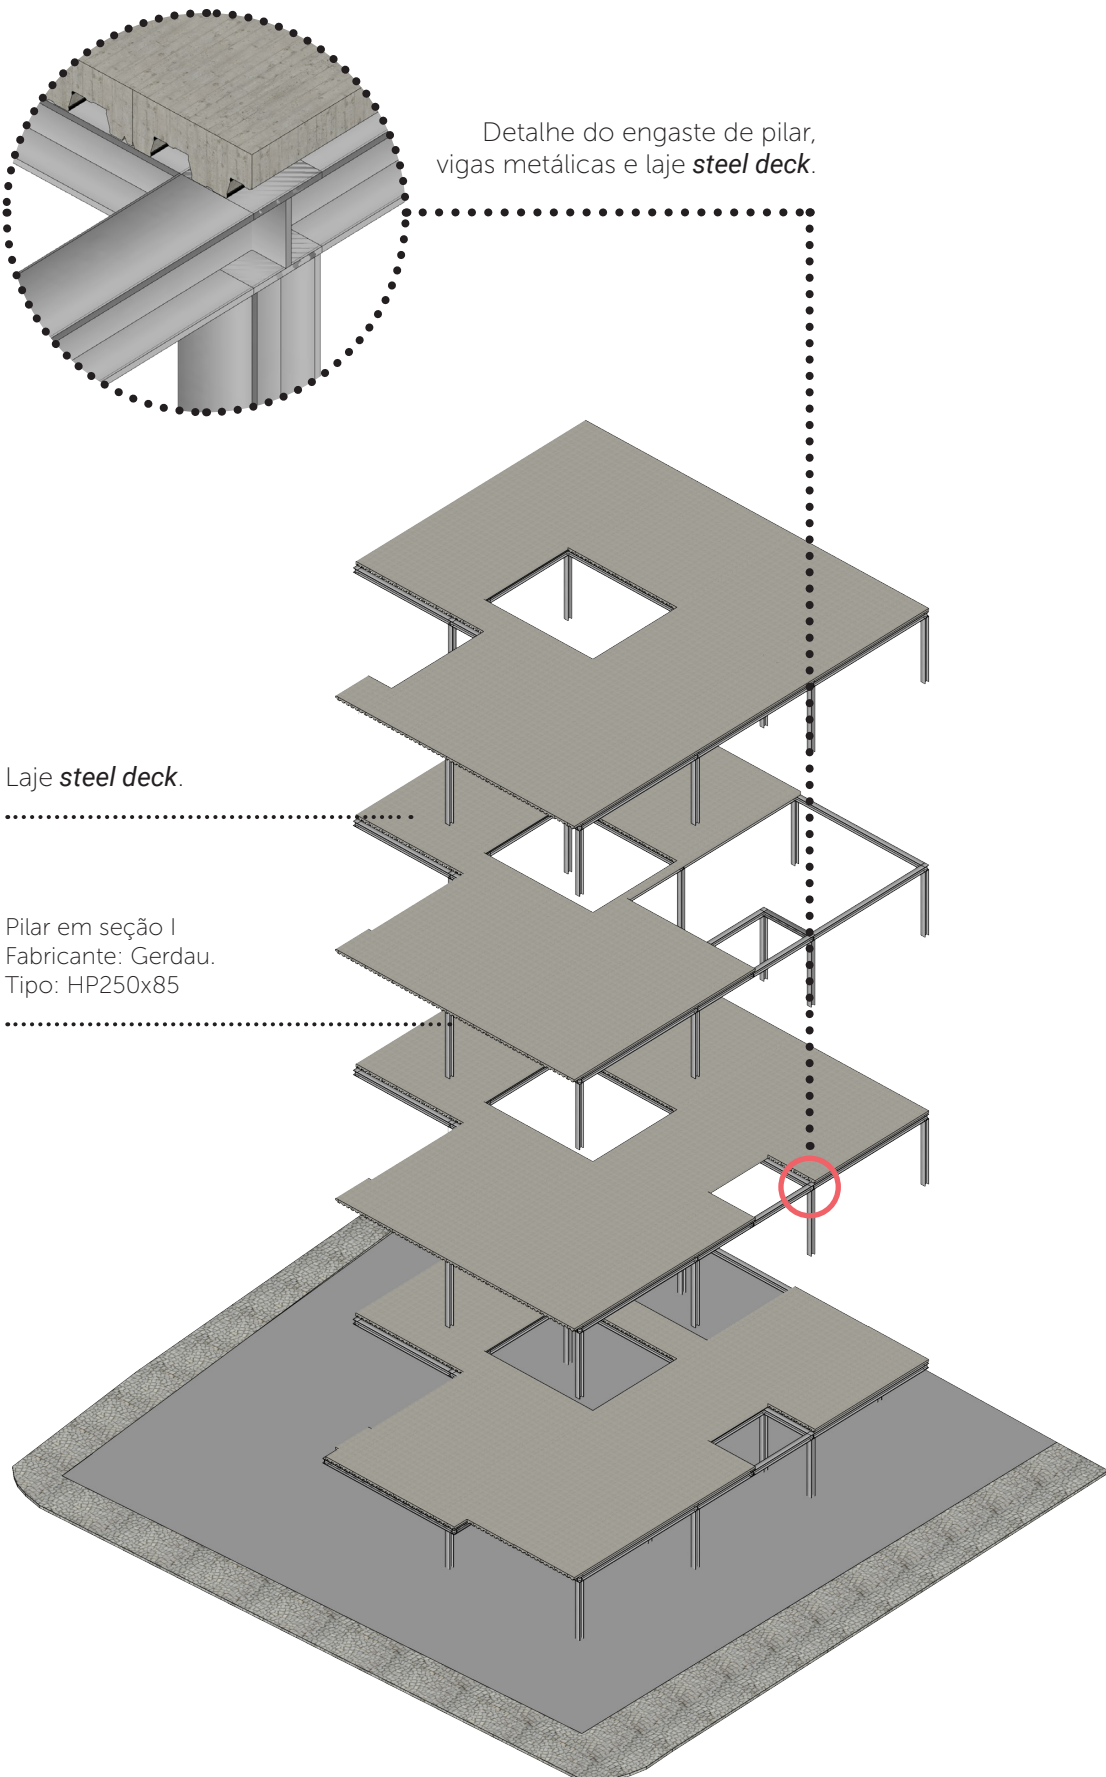 Detalhe do engaste de pilar,
vigas metálicas e laje steel deck.
Laje steel deck.
Pilar em seção I
Fabricante: Gerdau.
Tipo: HP250x85